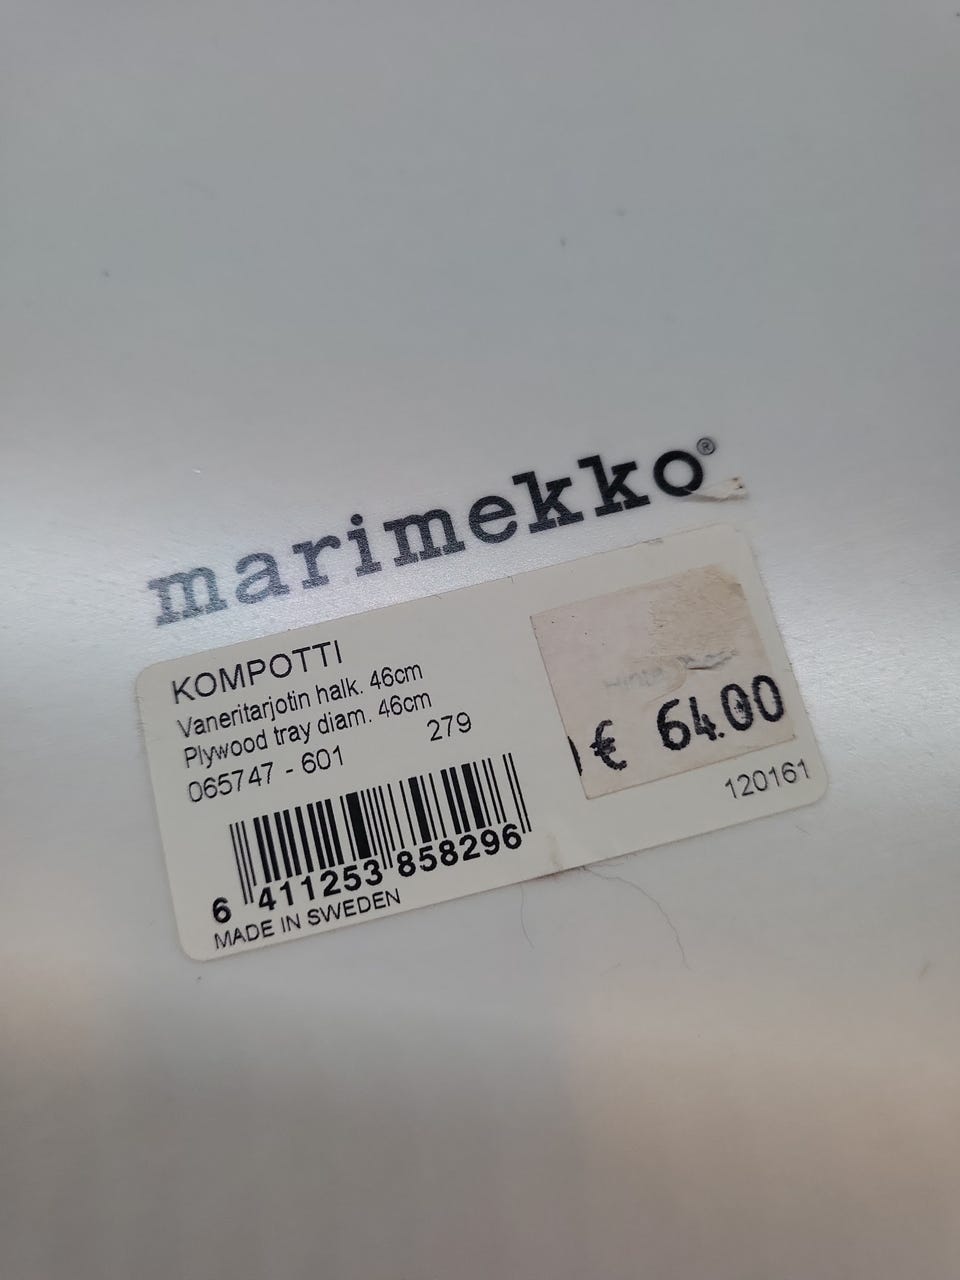 marimekko®
KOMPOTTI
Vaneritarjotin halk. 46cm
Plywood tray diam. 46cm
065747 - 601 279
6 411253 858296
MADE IN SWEDEN
€ 64.00
120161